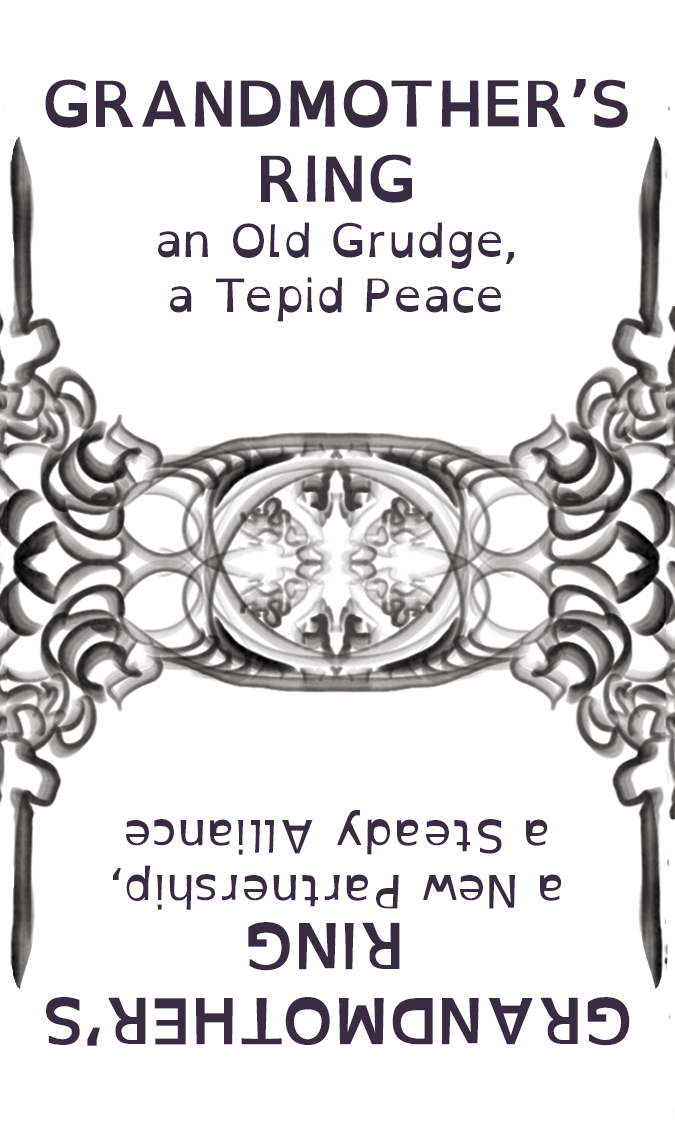 GRANDMOTHER’S
RING
an Old Grudge,
a Tepid Peace
GRANDMOTHER’S
RING
a New Partnership,
a Steady Alliance